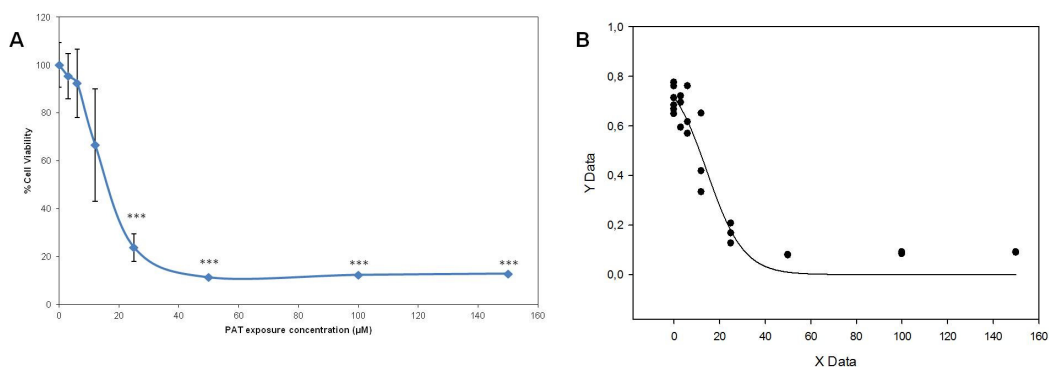 A
120
100
80
60
40
20
0
% Cell Viability
***
***
***
***
0 20 40 60 80 100 120 140 160
PAT exposure concentration (µM)
B
1,0
0,8
0,6
0,4
0,2
0,0
Y Data
0 20 40 60 80 100 120 140 160
X Data